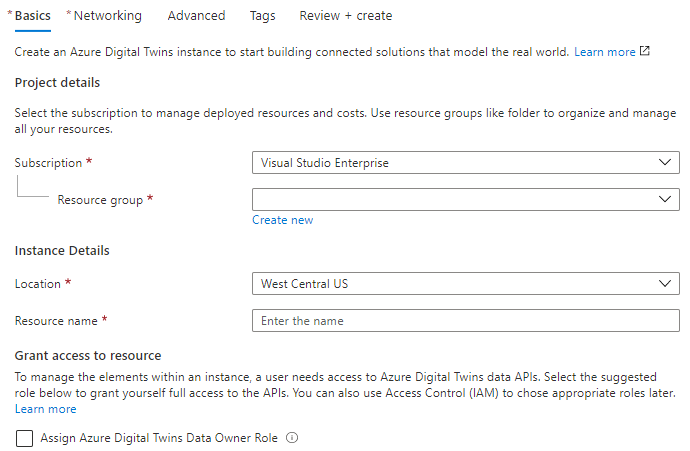 * Basics * Networking Advanced Tags Review + create
Create an Azure Digital Twins instance to start building connected solutions that model the real world. Learn more
Project details
Select the subscription to manage deployed resources and costs. Use resource groups like folder to organize and manage
all your resources.
Subscription * Visual Studio Enterprise
Resource group *
Create new
Instance Details
Location * West Central US
Resource name * Enter the name
Grant access to resource
To manage the elements within an instance, a user needs access to Azure Digital Twins data APIs. Select the suggested
role below to grant yourself full access to the APIs. You can also use Access Control (IAM) to chose appropriate roles later.
Learn more
Assign Azure Digital Twins Data Owner Role